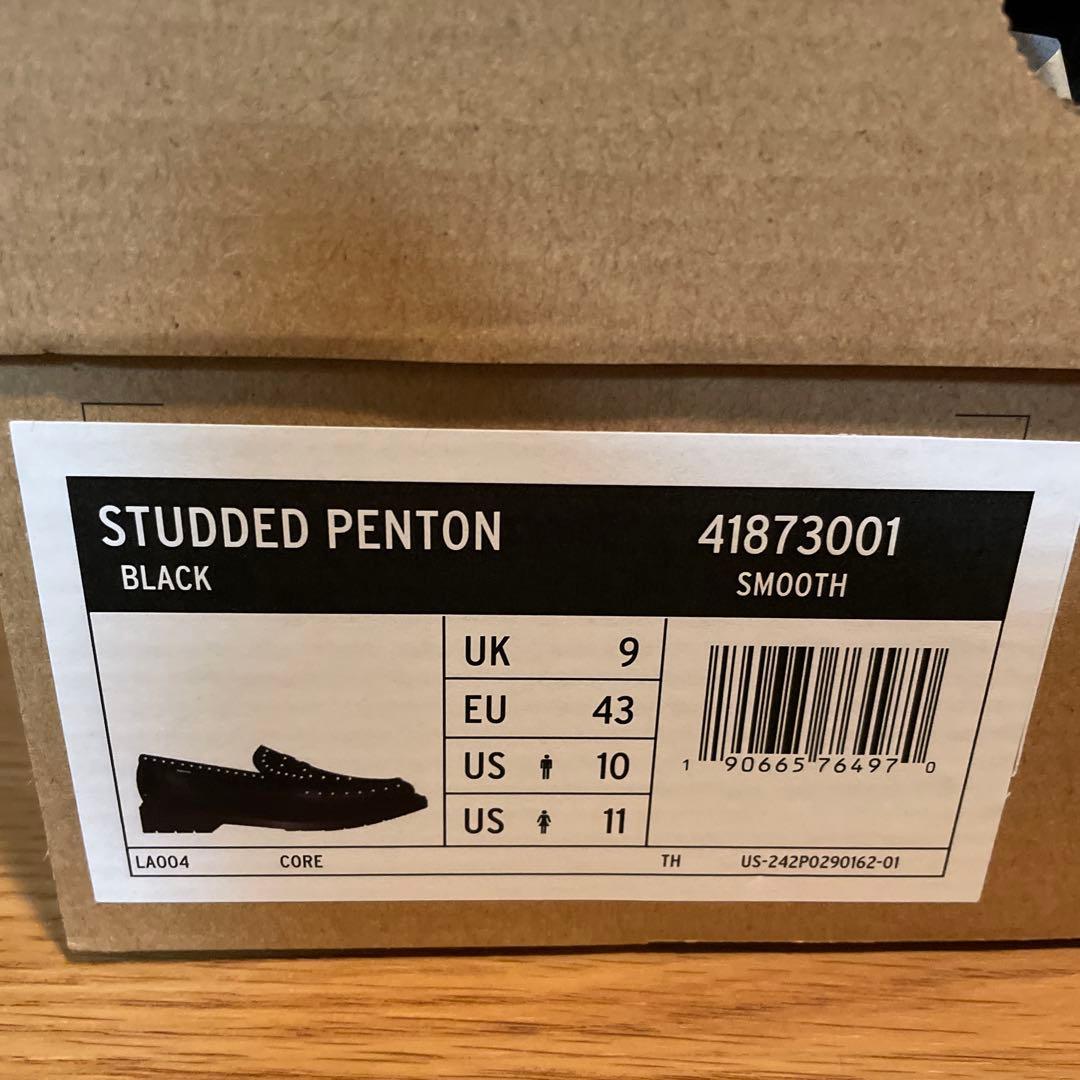 STUDDED PENTON
BLACK
41873001
SMOOTH
UK 9
EU 43
US 10
US 11
1 90665 76497 0
LA004 CORE TH US-242P0290162-01